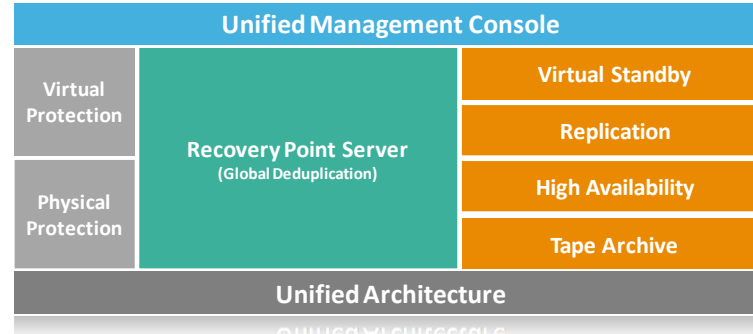 Unified Management Console
Virtual
Protection
Physical
Protection
Recovery Point Server
(Global Deduplication)
Virtual Standby
Replication
High Availability
Tape Archive
Unified Architecture